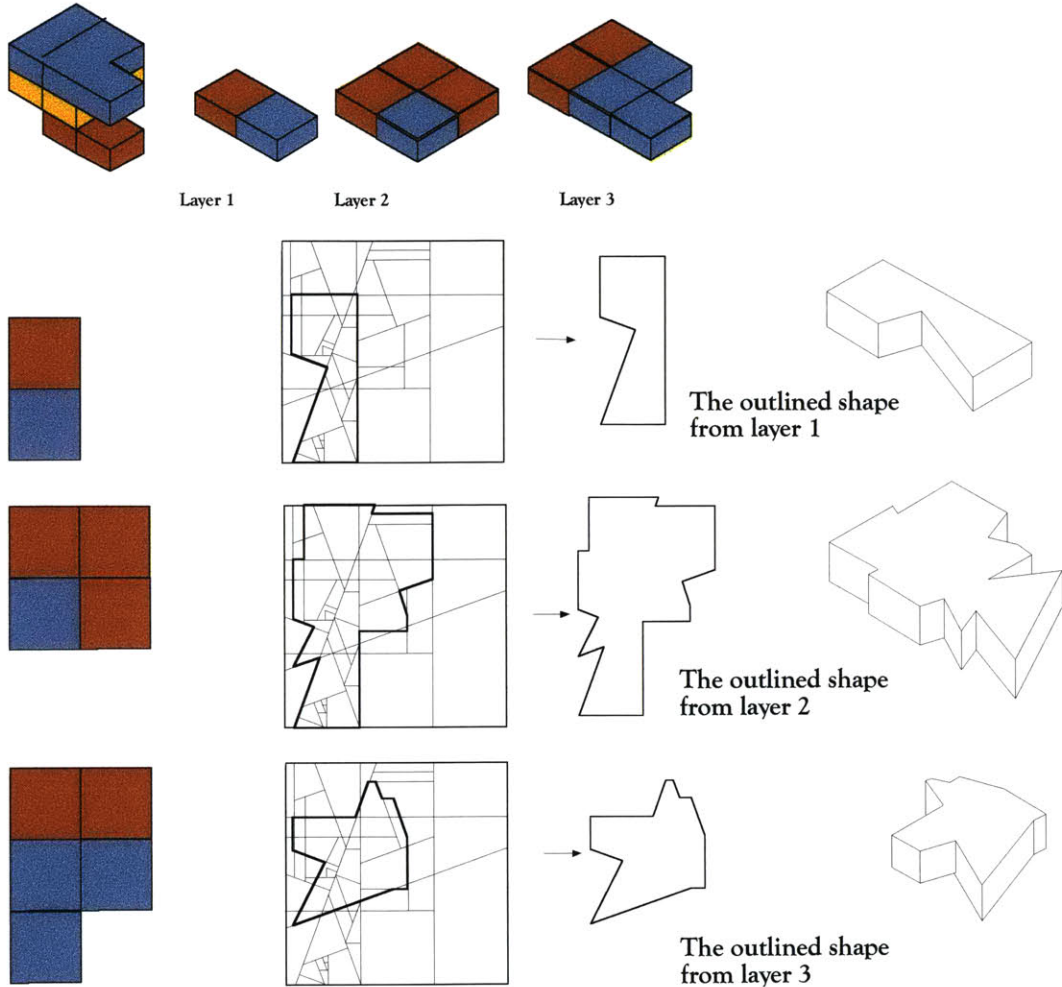 Layer 1
Layer 2
Layer 3
The outlined shape
from layer 1
The outlined shape
from layer 2
The outlined shape
from layer 3